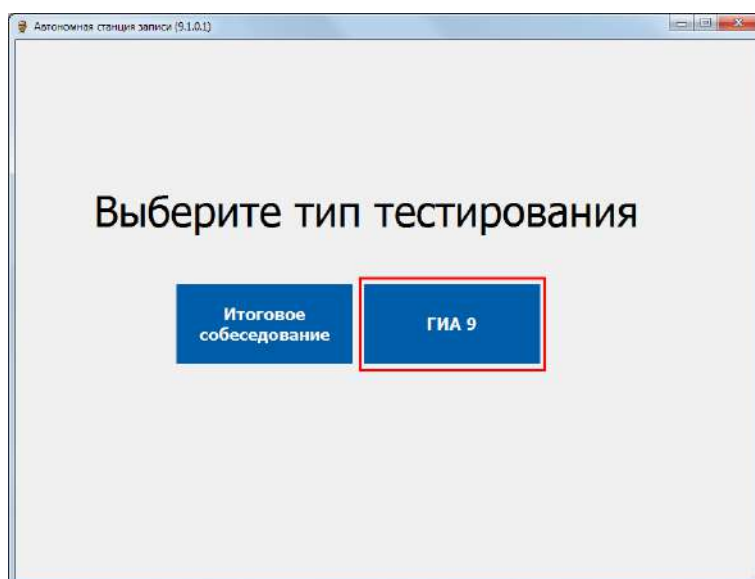 Автономная станция записи (9.1.0.1)
Выберите тип тестирования
Итоговое
собеседование
ГИА 9